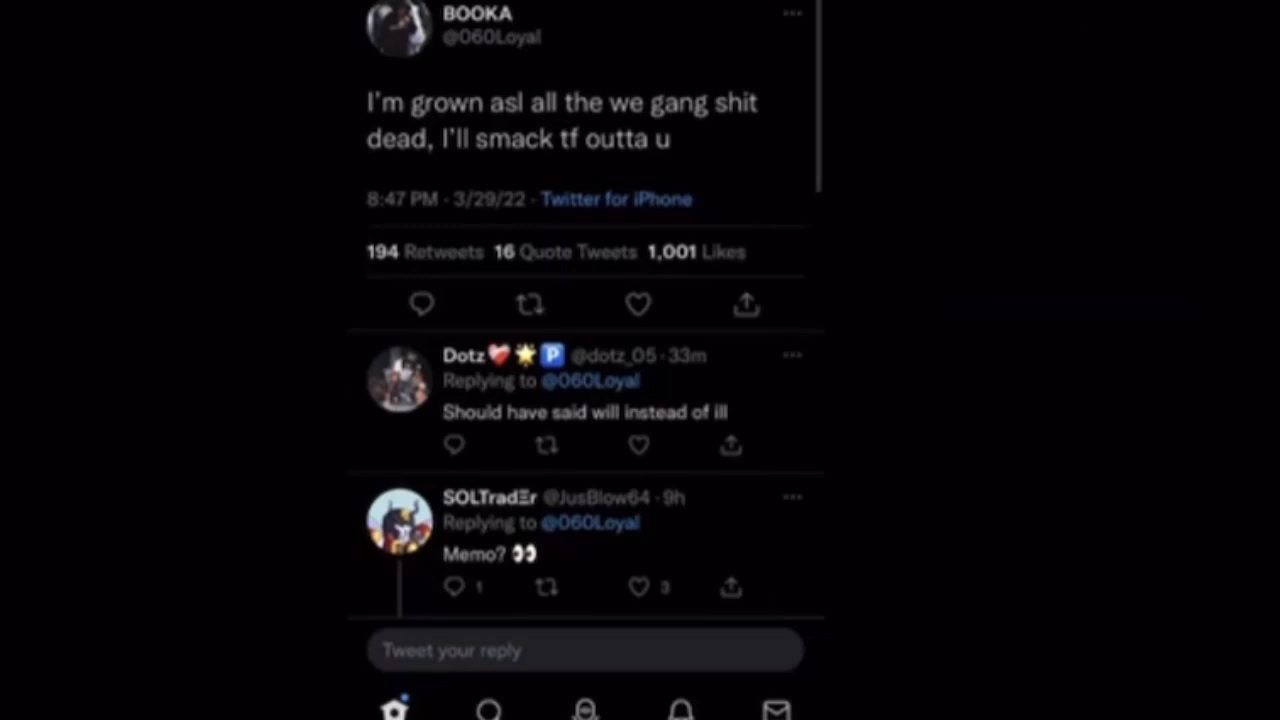 BOOKA
@060Loyal
I'm grown asl all the we gang shit
dead, I'll smack tf outta u
8:47 PM · 3/29/22 · Twitter for iPhone
194 Retweets 16 Quote Tweets 1,001 Likes
Dotz❤️‍🩹🌟🅿️ @dotz_05 · 33m
Replying to @060Loyal
Should have said will instead of ill
SOLTradΞr @JusBlow64 · 9h
Replying to @060Loyal
Memo? 👀
1 3
Tweet your reply